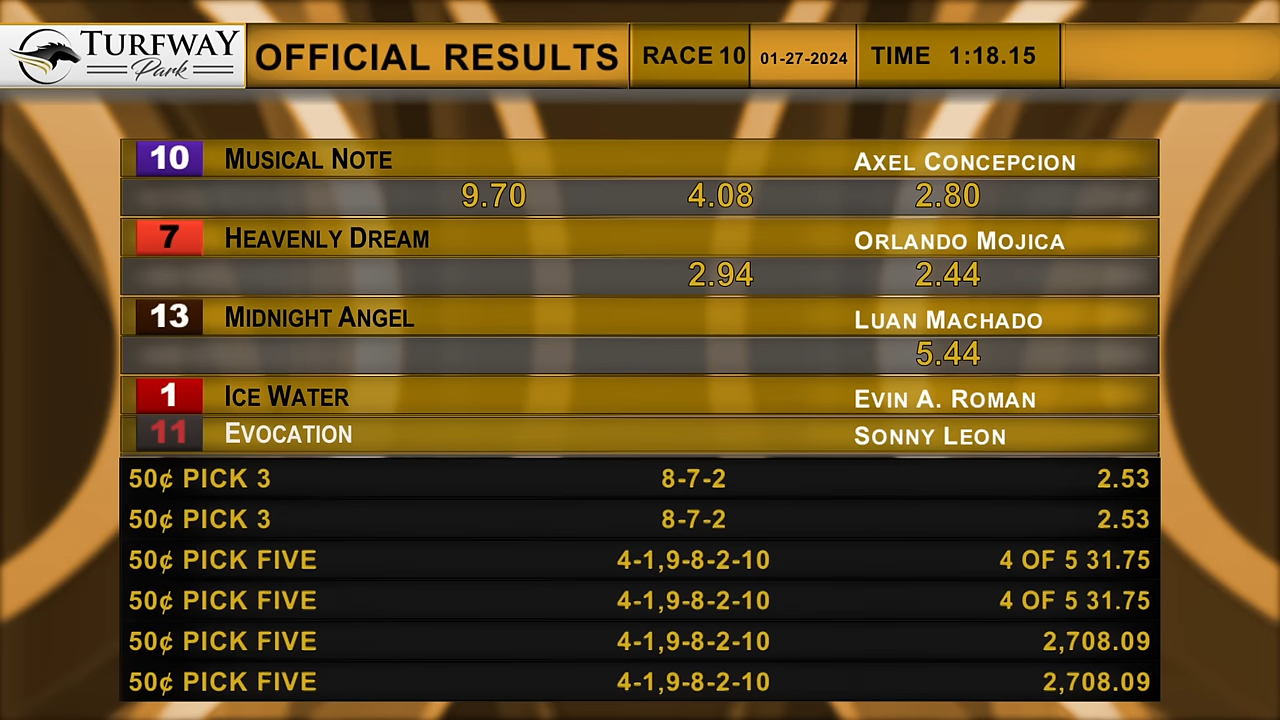 TURFWAY Park OFFICIAL RESULTS RACE 10 01-27-2024 TIME 1:18.15
10 MUSICAL NOTE AXEL CONCEPCION
9.70 4.08 2.80
7 HEAVENLY DREAM ORLANDO MOJICA
2.94 2.44
13 MIDNIGHT ANGEL LUAN MACHADO
5.44
1 ICE WATER EVIN A. ROMAN
11 EVOCATION SONNY LEON
50¢ PICK 3 8-7-2 2.53
50¢ PICK 3 8-7-2 2.53
50¢ PICK FIVE 4-1,9-8-2-10 4 OF 5 31.75
50¢ PICK FIVE 4-1,9-8-2-10 4 OF 5 31.75
50¢ PICK FIVE 4-1,9-8-2-10 2,708.09
50¢ PICK FIVE 4-1,9-8-2-10 2,708.09